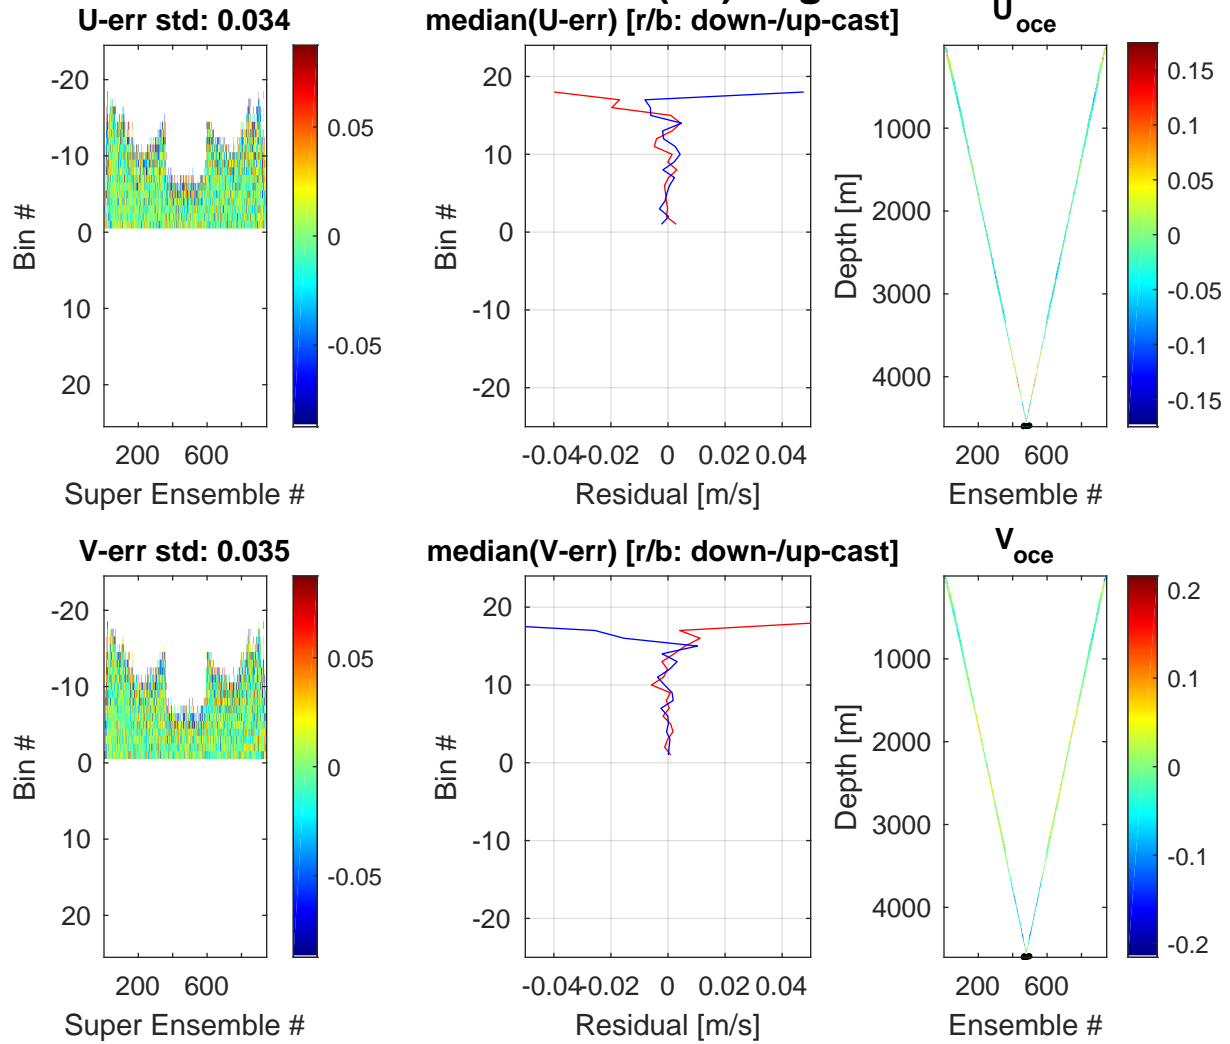 U-err std: 0.034
-20
-10
0
10
20
Bin #
200 600
Super Ensemble #
0.05
0
-0.05
median(U-err) [r/b: down-/up-cast]
20
10
0
-10
-20
Bin #
-0.04 -0.02 0 0.02 0.04
Residual [m/s]
U oce
1000
2000
3000
4000
Depth [m]
200 600
Ensemble #
0.15
0.1
0.05
0
-0.05
-0.1
-0.15
V-err std: 0.035
-20
-10
0
10
20
Bin #
200 600
Super Ensemble #
0.05
0
-0.05
median(V-err) [r/b: down-/up-cast]
20
10
0
-10
-20
Bin #
-0.04 -0.02 0 0.02 0.04
Residual [m/s]
V oce
1000
2000
3000
4000
Depth [m]
200 600
Ensemble #
0.2
0.1
0
-0.1
-0.2